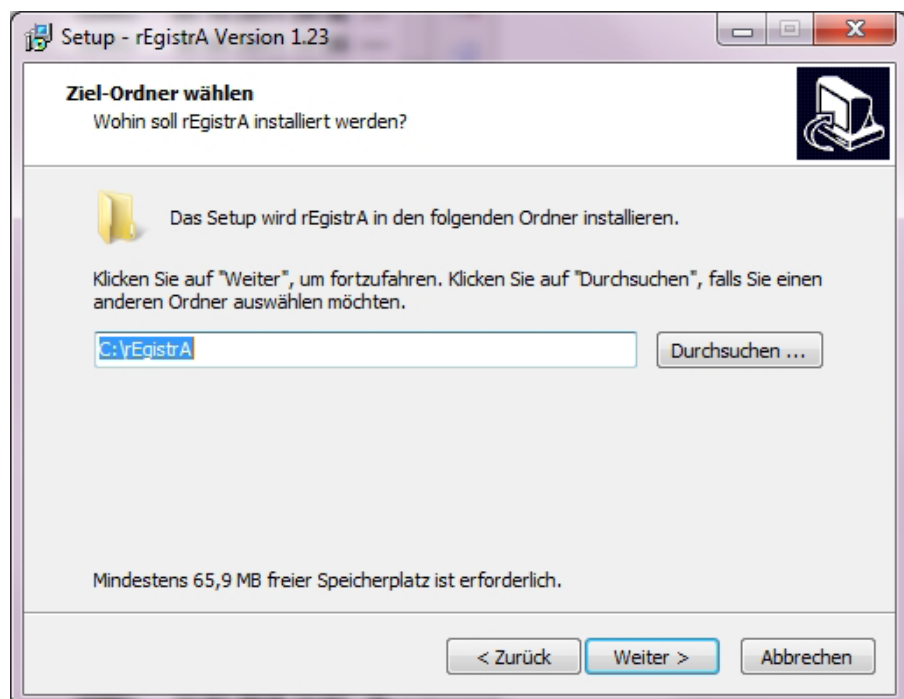 Setup - rEgistrA Version 1.23
Ziel-Ordner wählen
Wohin soll rEgistrA installiert werden?
Das Setup wird rEgistrA in den folgenden Ordner installieren.
Klicken Sie auf "Weiter", um fortzufahren. Klicken Sie auf "Durchsuchen", falls Sie einen
anderen Ordner auswählen möchten.
C:\rEgistrA
Durchsuchen ...
Mindestens 65,9 MB freier Speicherplatz ist erforderlich.
< Zurück
Weiter >
Abbrechen